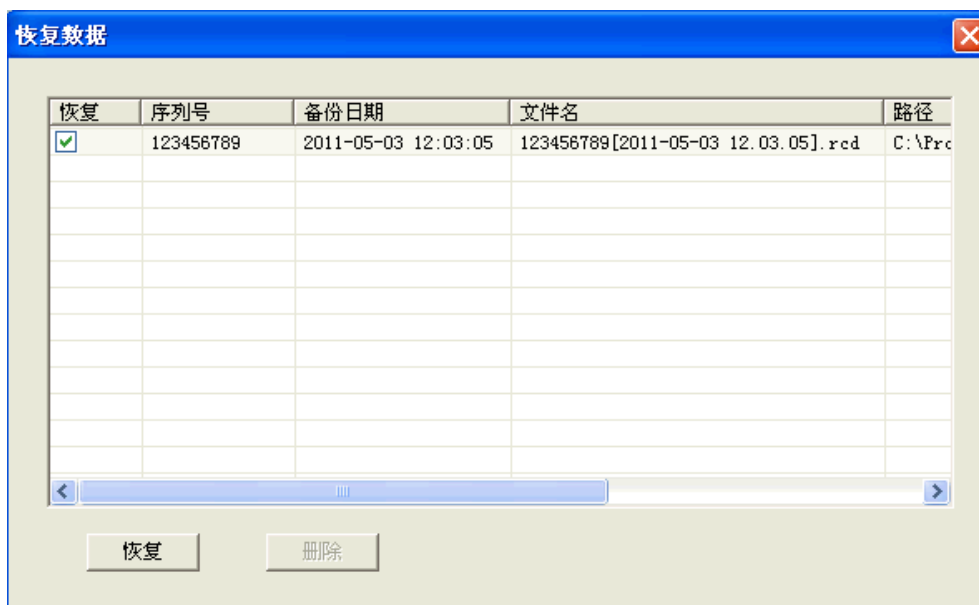 恢复数据
恢复 序列号 备份日期 文件名 路径
123456789 2011-05-03 12:03:05 123456789[2011-05-03 12.03.05].rcd C:\Pro
恢复 删除